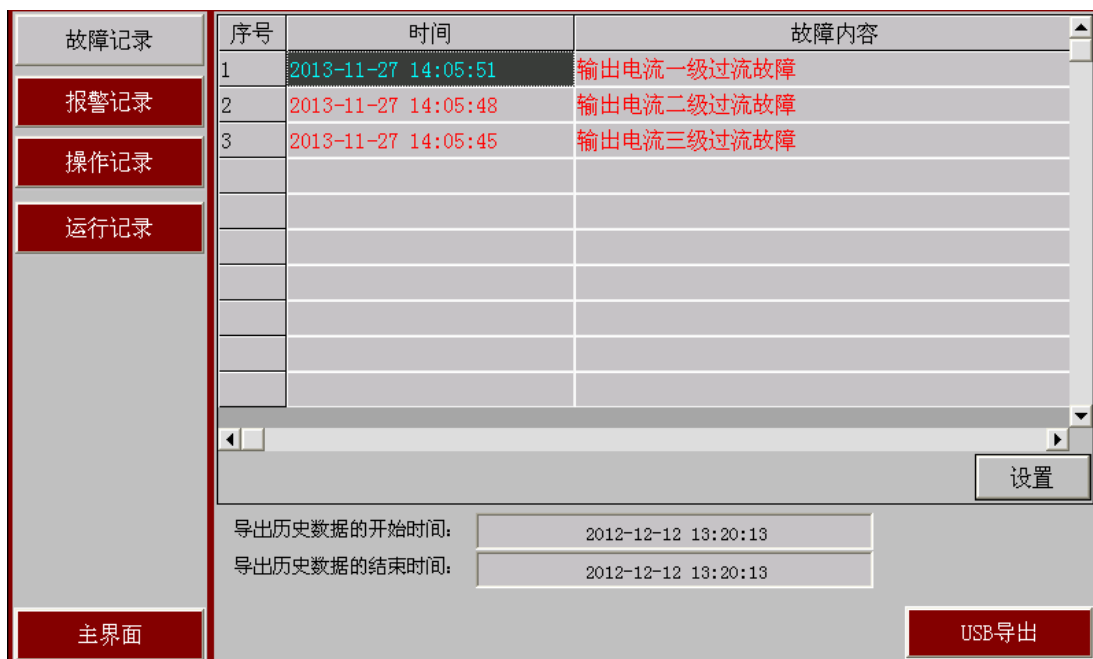 故障记录
报警记录
操作记录
运行记录
主界面
序号 时间 故障内容
1 2013-11-27 14:05:51 输出电流一级过流故障
2 2013-11-27 14:05:48 输出电流二级过流故障
3 2013-11-27 14:05:45 输出电流三级过流故障
设置
导出历史数据的开始时间: 2012-12-12 13:20:13
导出历史数据的结束时间: 2012-12-12 13:20:13
USB导出